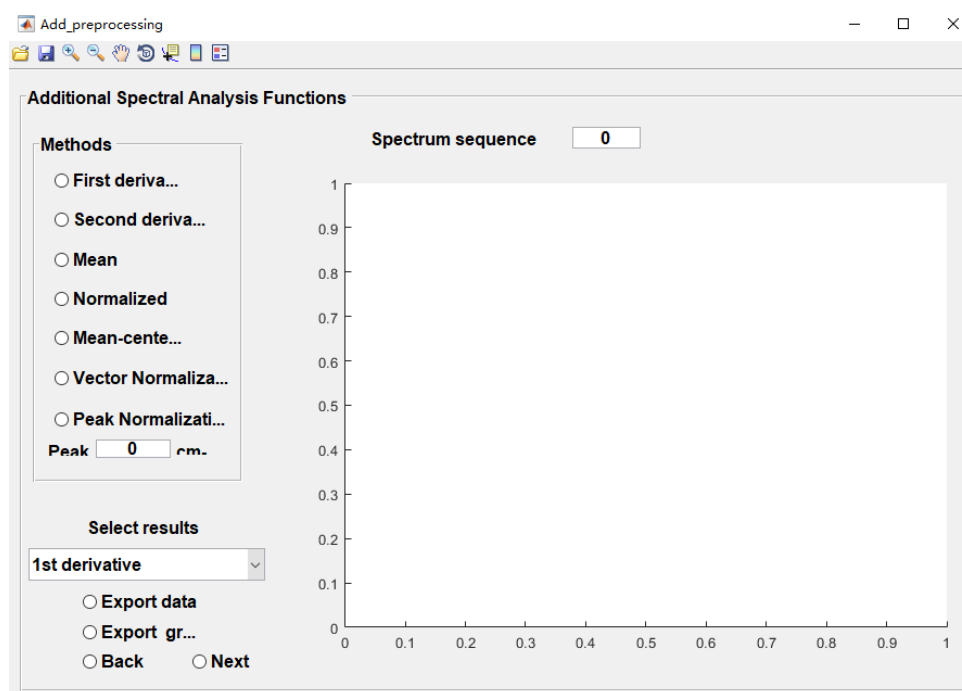 Add_preprocessing
Additional Spectral Analysis Functions
Methods
First deriva...
Second deriva...
Mean
Normalized
Mean-cente...
Vector Normaliza...
Peak Normalizati...
Peak 0 cm-
Select results
1st derivative
Export data
Export gr...
Back Next
Spectrum sequence 0
1
0.9
0.8
0.7
0.6
0.5
0.4
0.3
0.2
0.1
0
0 0.1 0.2 0.3 0.4 0.5 0.6 0.7 0.8 0.9 1